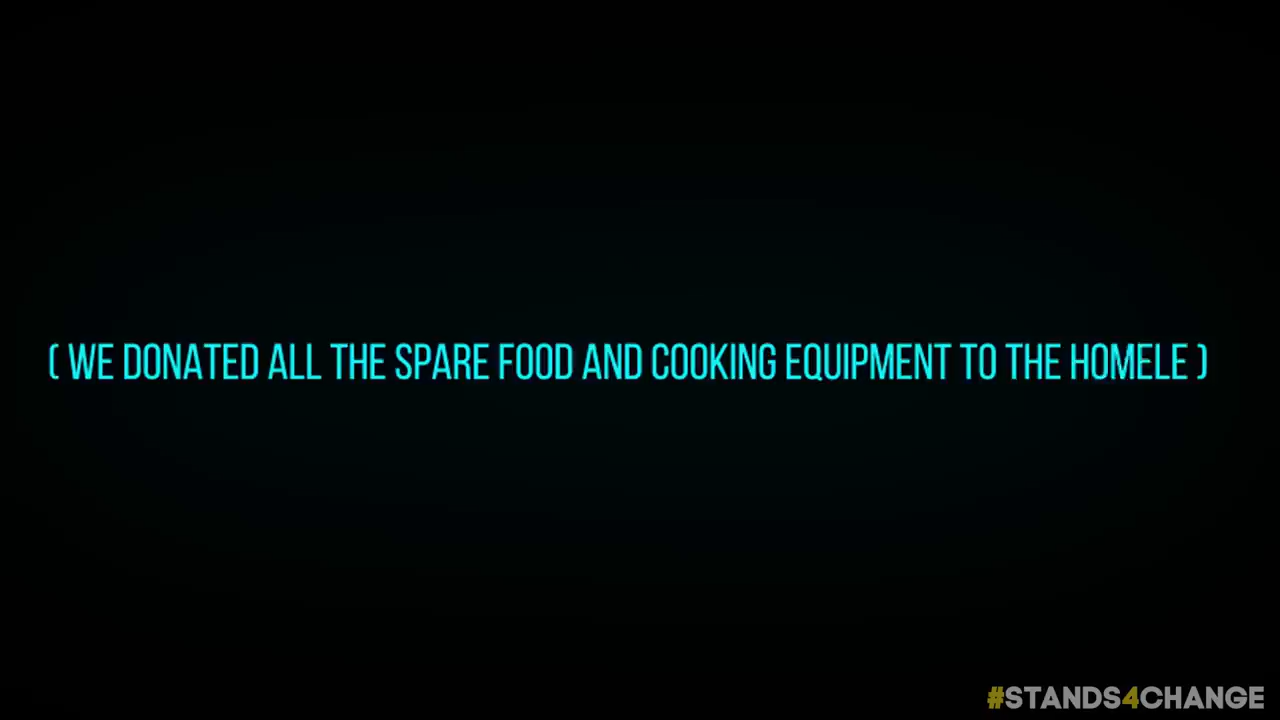 ( WE DONATED ALL THE SPARE FOOD AND COOKING EQUIPMENT TO THE HOMELE )
#STANDS4CHANGE